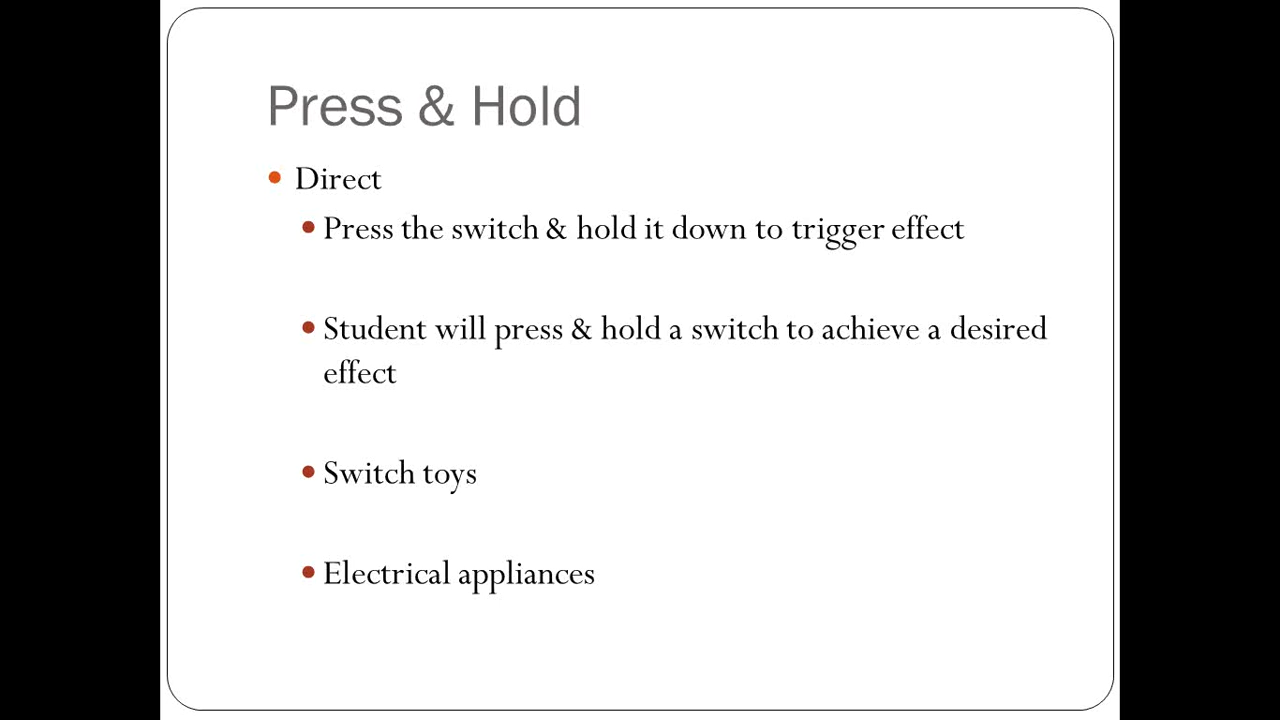 Press & Hold
Direct
Press the switch & hold it down to trigger effect
Student will press & hold a switch to achieve a desired
effect
Switch toys
Electrical appliances